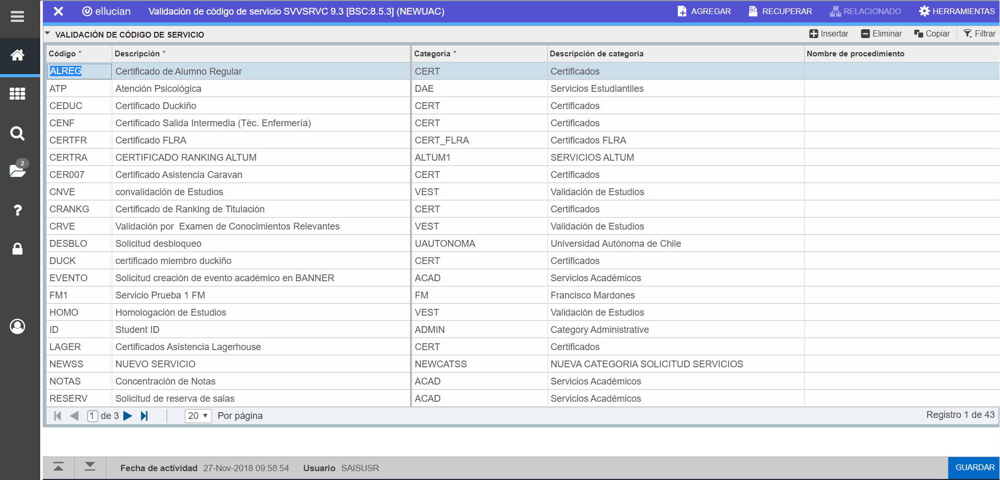 ellucian Validación de código de servicio SVVSRVC 9.3 [BSC:8.5.3] (NEWUAC) AGREGAR RECUPERAR RELACIONADO HERRAMIENTAS
VALIDACIÓN DE CÓDIGO DE SERVICIO Insertar Eliminar Copiar Filtrar
Código * Descripción * Categoría * Descripción de categoría Nombre de procedimiento
ALREG Certificado de Alumno Regular CERT Certificados
ATP Atención Psicológica DAE Servicios Estudiantiles
CEDUC Certificado Duckiño CERT Certificados
CENF Certificado Salida Intermedia (Téc. Enfermería) CERT Certificados
CERTFR Certificado FLRA CERT_FLRA Certificados FLRA
CERTRA CERTIFICADO RANKING ALTUM ALTUM1 SERVICIOS ALTUM
2
CER007 Certificado Asistencia Caravan CERT Certificados
CNVE convalidación de Estudios VEST Validación de Estudios
CRANKG Certificado de Ranking de Titulación CERT Certificados
CRVE Validación por  Examen de Conocimientos Relevantes VEST Validación de Estudios
DESBLO Solicitud desbloqueo UAUTONOMA Universidad Autónoma de Chile
DUCK certificado miembro duckiño CERT Certificados
EVENTO Solicitud creación de evento académico en BANNER ACAD Servicios Académicos
FM1 Servicio Prueba 1 FM FM Francisco Mardones
HOMO Homologación de Estudios VEST Validación de Estudios
ID Student ID ADMIN Category Administrative
LAGER Certificados Asistencia Lagerhouse CERT Certificados
NEWSS NUEVO SERVICIO NEWCATSS NUEVA CATEGORIA SOLICITUD SERVICIOS
NOTAS Concentración de Notas ACAD Servicios Académicos
RESERV Solicitud de reserva de salas ACAD Servicios Académicos
1 de 3 20 Por página Registro 1 de 43
Fecha de actividad 27-Nov-2018 09:58:54 Usuario SAISUSR GUARDAR